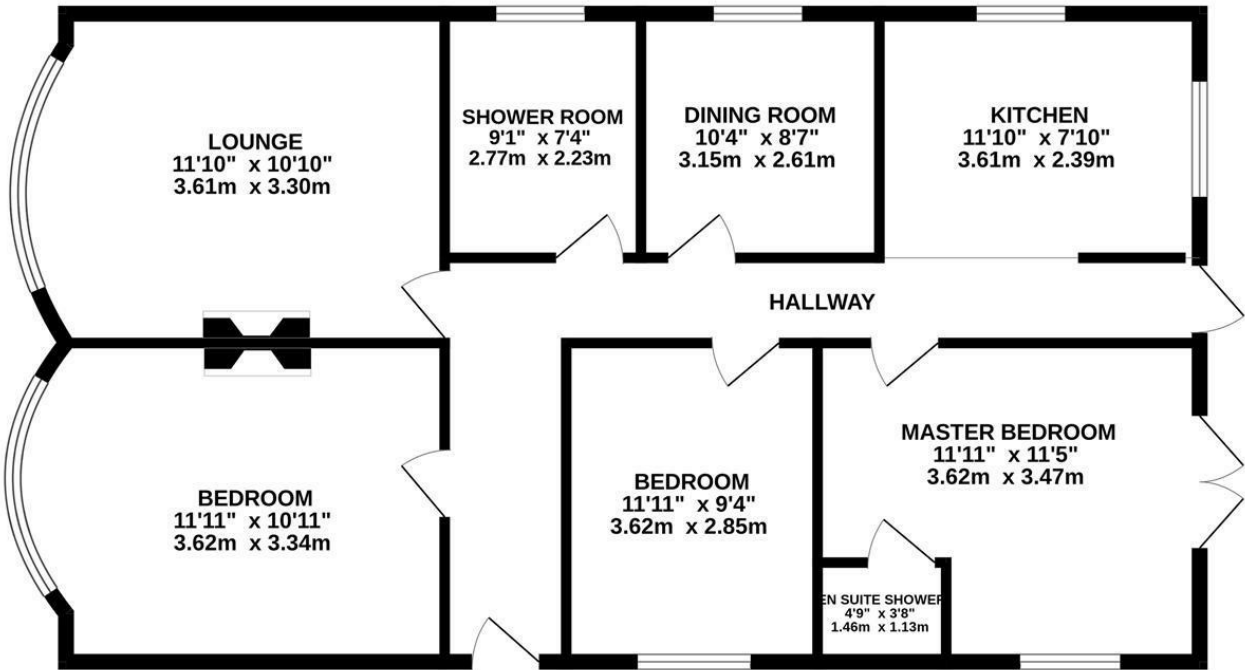 LOUNGE
11'10" x 10'10"
3.61m x 3.30m
SHOWER ROOM
9'1" x 7'4"
2.77m x 2.23m
DINING ROOM
10'4" x 8'7"
3.15m x 2.61m
KITCHEN
11'10" x 7'10"
3.61m x 2.39m
HALLWAY
BEDROOM
11'11" x 10'11"
3.62m x 3.34m
BEDROOM
11'11" x 9'4"
3.62m x 2.85m
MASTER BEDROOM
11'11" x 11'5"
3.62m x 3.47m
EN SUITE SHOWER
4'9" x 3'8"
1.46m x 1.13m